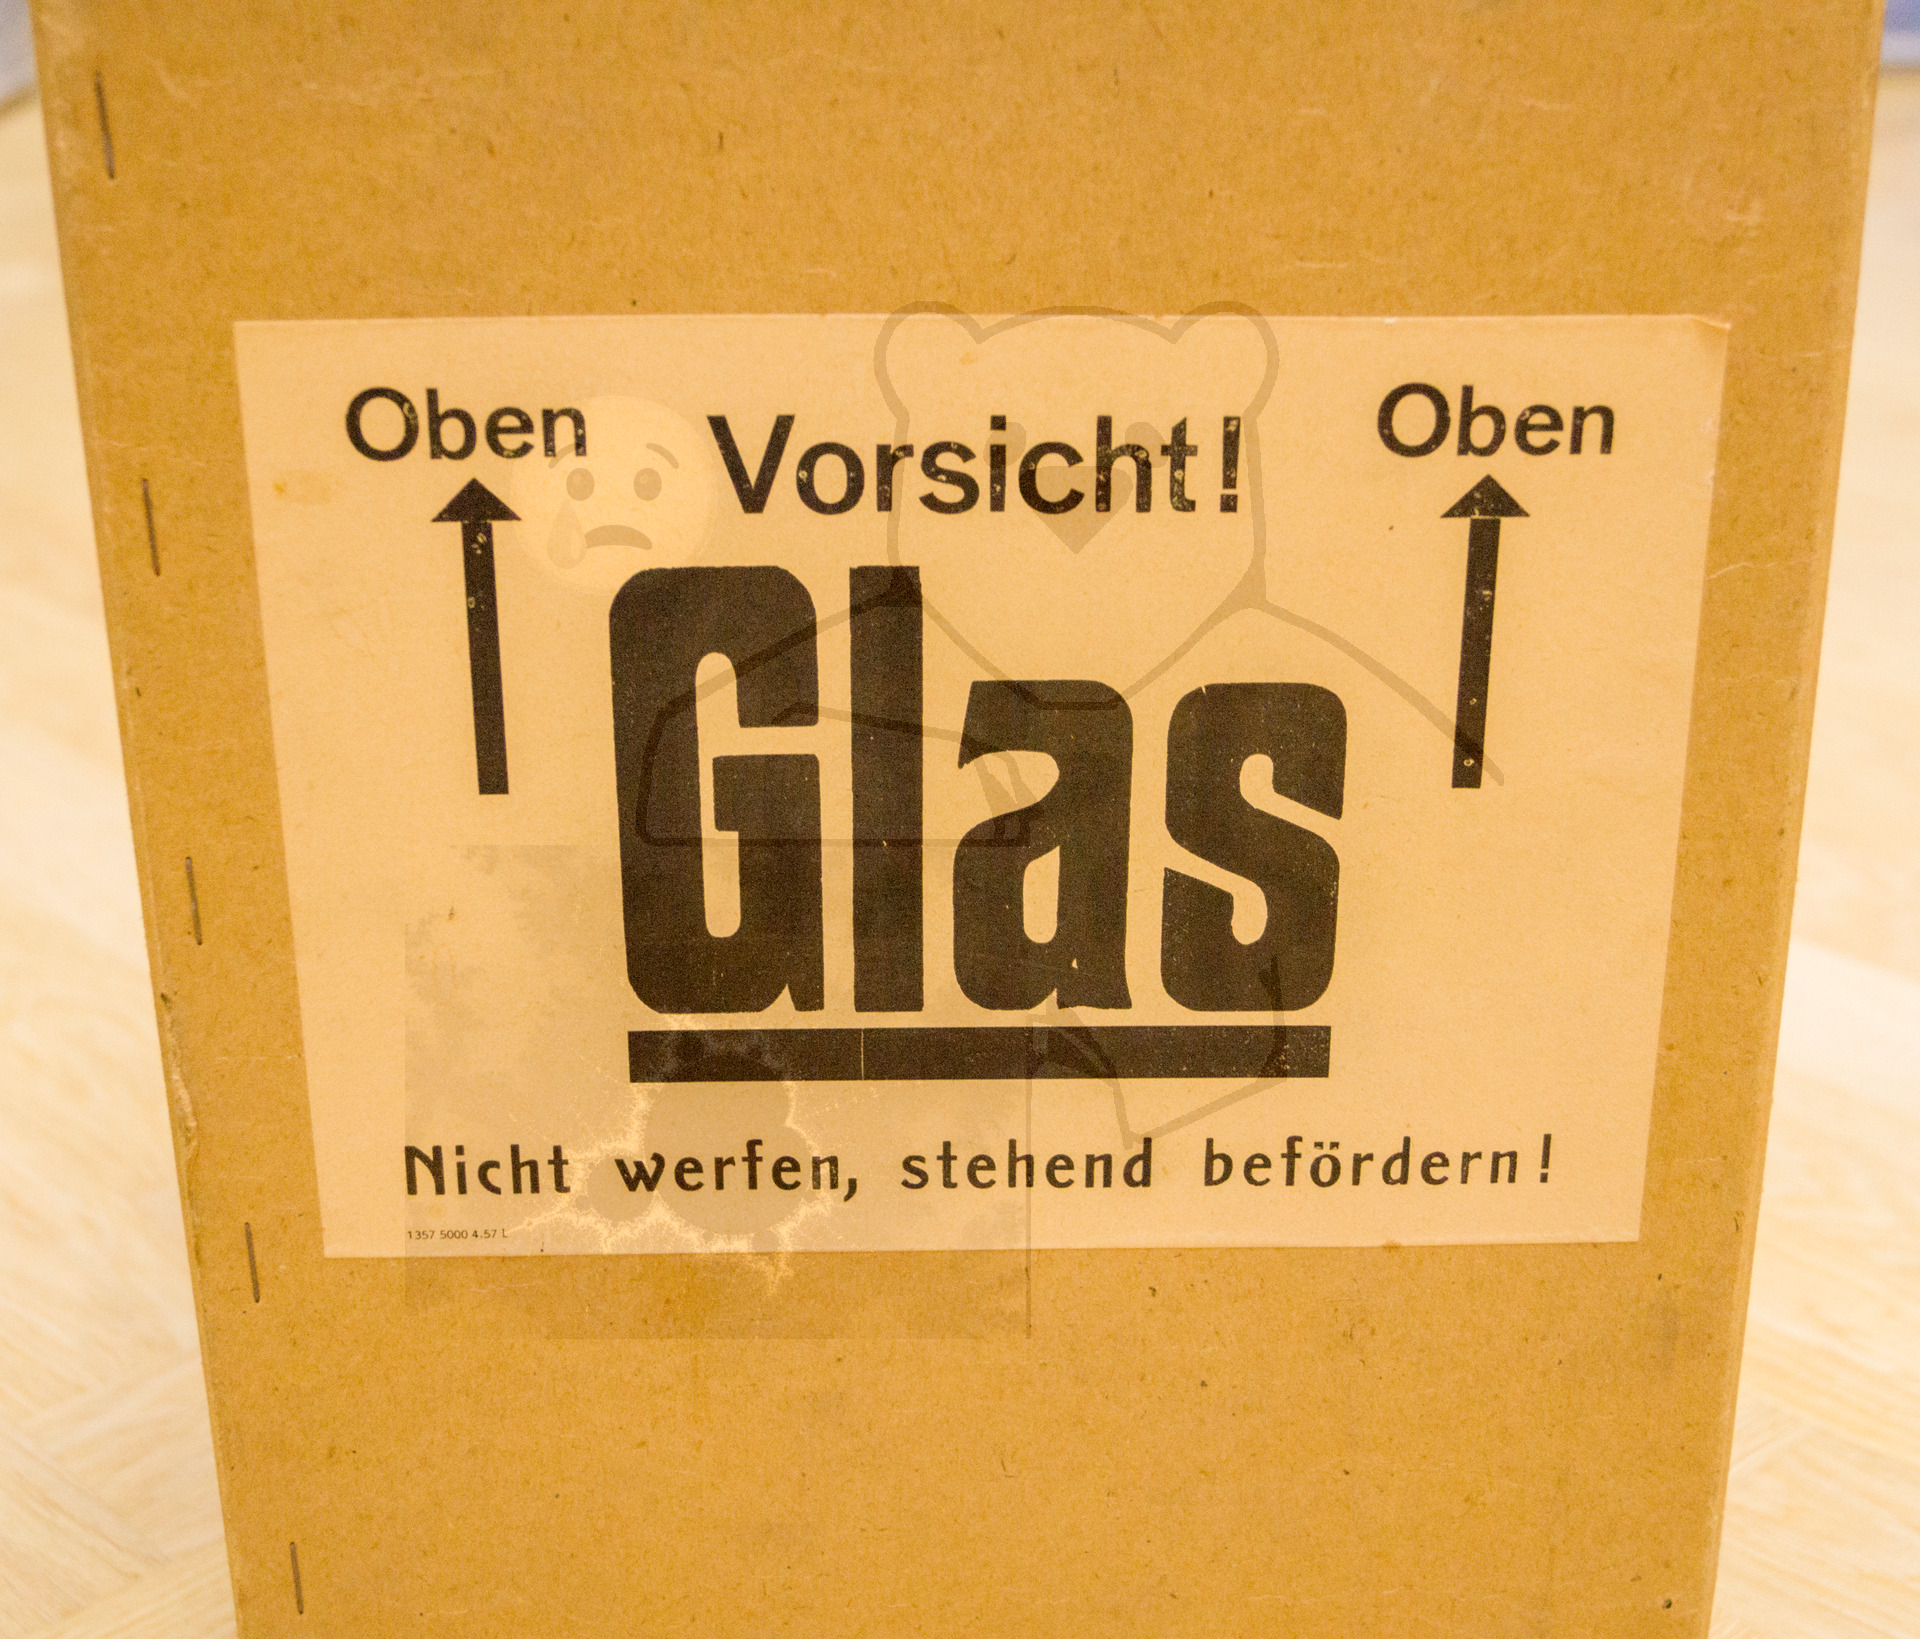 Oben Vorsicht! Oben
Glas
Nicht werfen, stehend befördern!
1357 5000 4.57 L